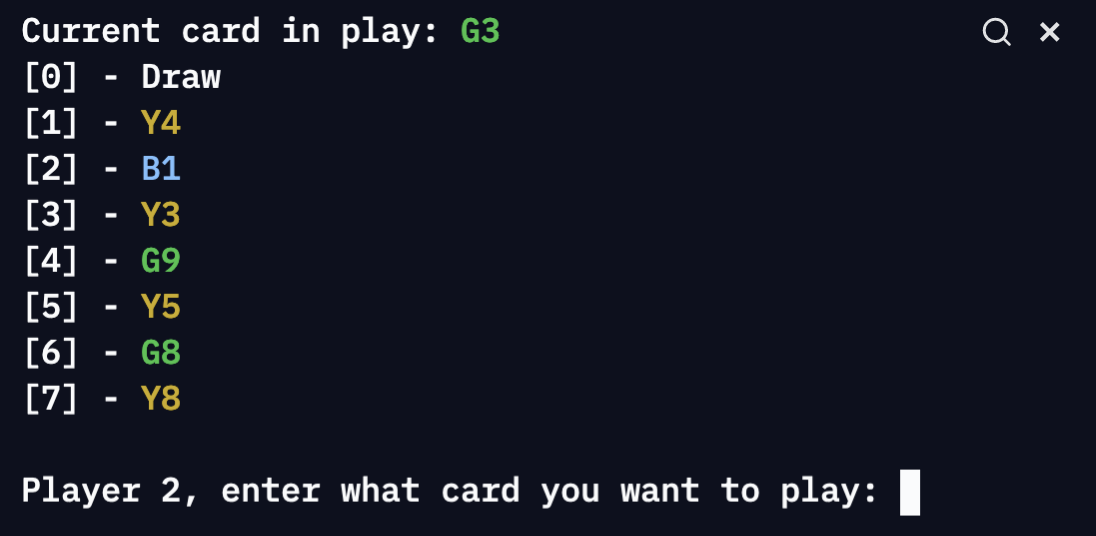 Current card in play: G3
[0] - Draw
[1] - Y4
[2] - B1
[3] - Y3
[4] - G9
[5] - Y5
[6] - G8
[7] - Y8
Player 2, enter what card you want to play: